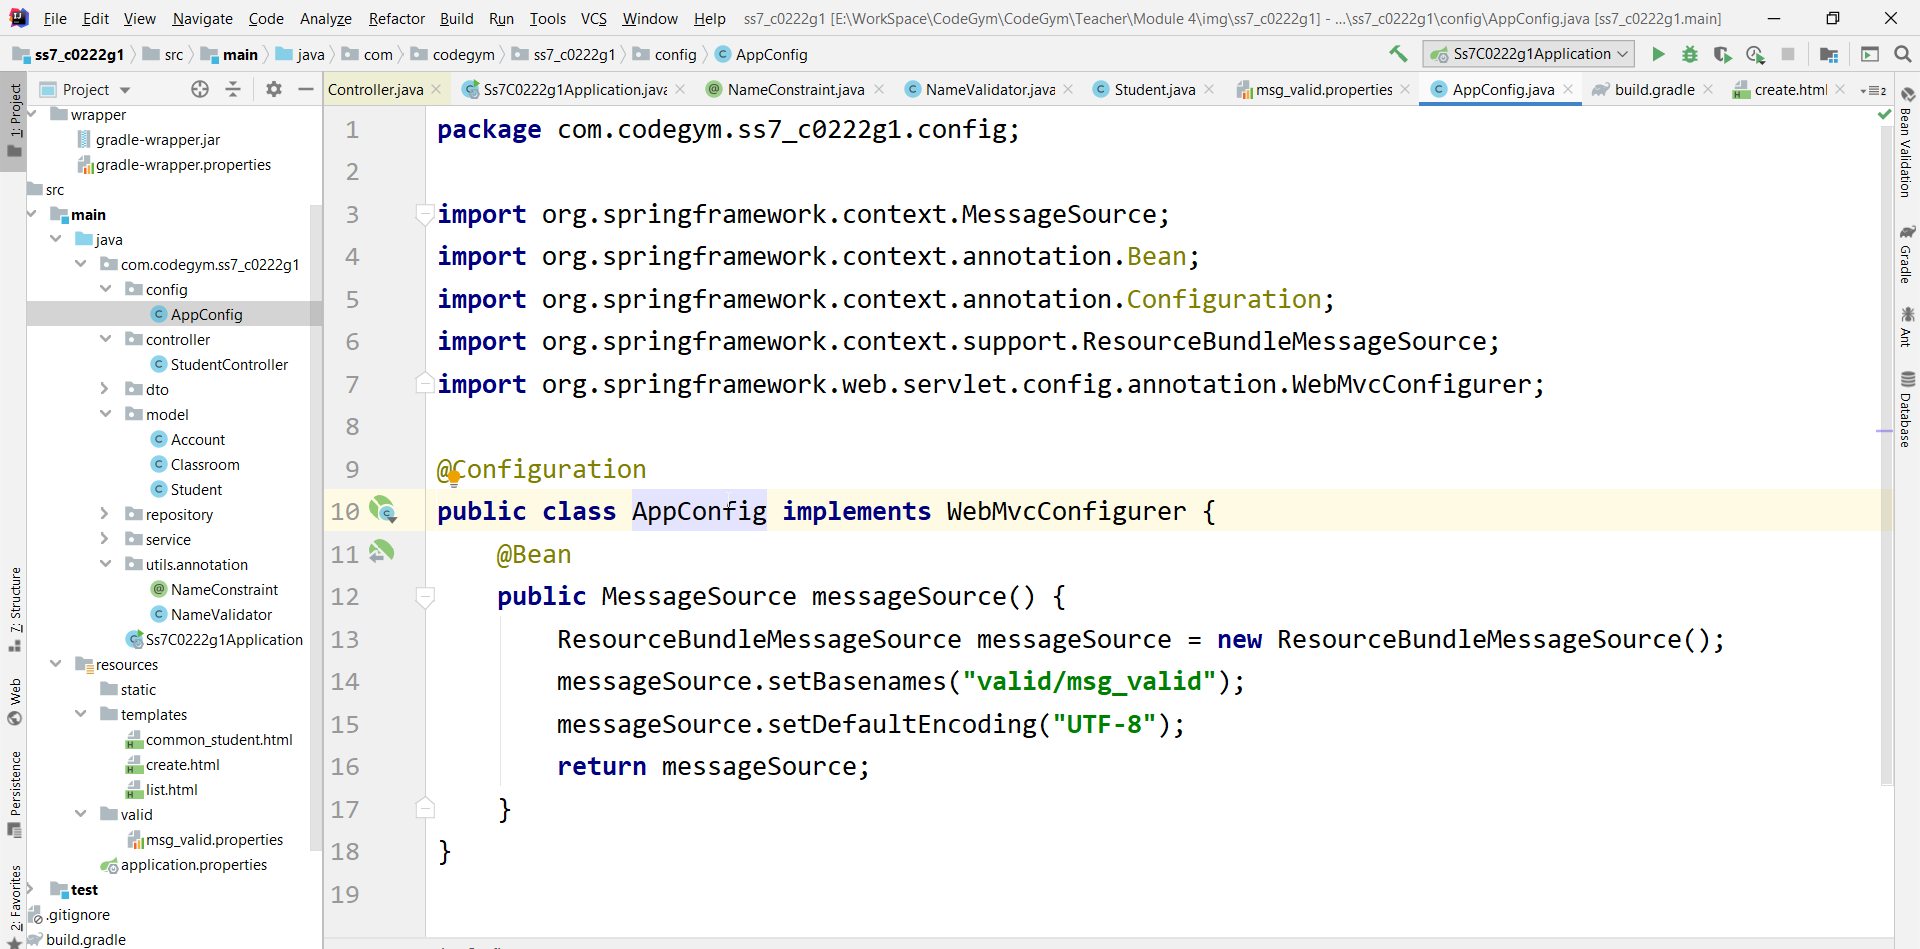 File Edit View Navigate Code Analyze Refactor Build Run Tools VCS Window Help ss7_c0222g1 [E:\WorkSpace\CodeGym\CodeGym\Teacher\Module 4\img\ss7_c0222g1] - ...\ss7_c0222g1\config\AppConfig.java [ss7_c0222g1.main]
ss7_c0222g1 src main java com codegym ss7_c0222g1 config AppConfig Ss7C0222g1Application
Project Controller.java Ss7C0222g1Application.java NameConstraint.java NameValidator.java Student.java msg_valid.properties AppConfig.java build.gradle create.html 2
1: Project
7: Structure
Web
Persistence
2: Favorites
wrapper
gradle-wrapper.jar
gradle-wrapper.properties
src
main
java
com.codegym.ss7_c0222g1
config
AppConfig
controller
StudentController
dto
model
Account
Classroom
Student
repository
service
utils.annotation
NameConstraint
NameValidator
Ss7C0222g1Application
resources
static
templates
common_student.html
create.html
list.html
valid
msg_valid.properties
application.properties
test
.gitignore
build.gradle
1 package com.codegym.ss7_c0222g1.config;
2
3 import org.springframework.context.MessageSource;
4 import org.springframework.context.annotation.Bean;
5 import org.springframework.context.annotation.Configuration;
6 import org.springframework.context.support.ResourceBundleMessageSource;
7 import org.springframework.web.servlet.config.annotation.WebMvcConfigurer;
8
9 @Configuration
10 public class AppConfig implements WebMvcConfigurer {
11 @Bean
12 public MessageSource messageSource() {
13 ResourceBundleMessageSource messageSource = new ResourceBundleMessageSource();
14 messageSource.setBasenames("valid/msg_valid");
15 messageSource.setDefaultEncoding("UTF-8");
16 return messageSource;
17 }
18 }
19
Bean Validation
Gradle
Ant
Database